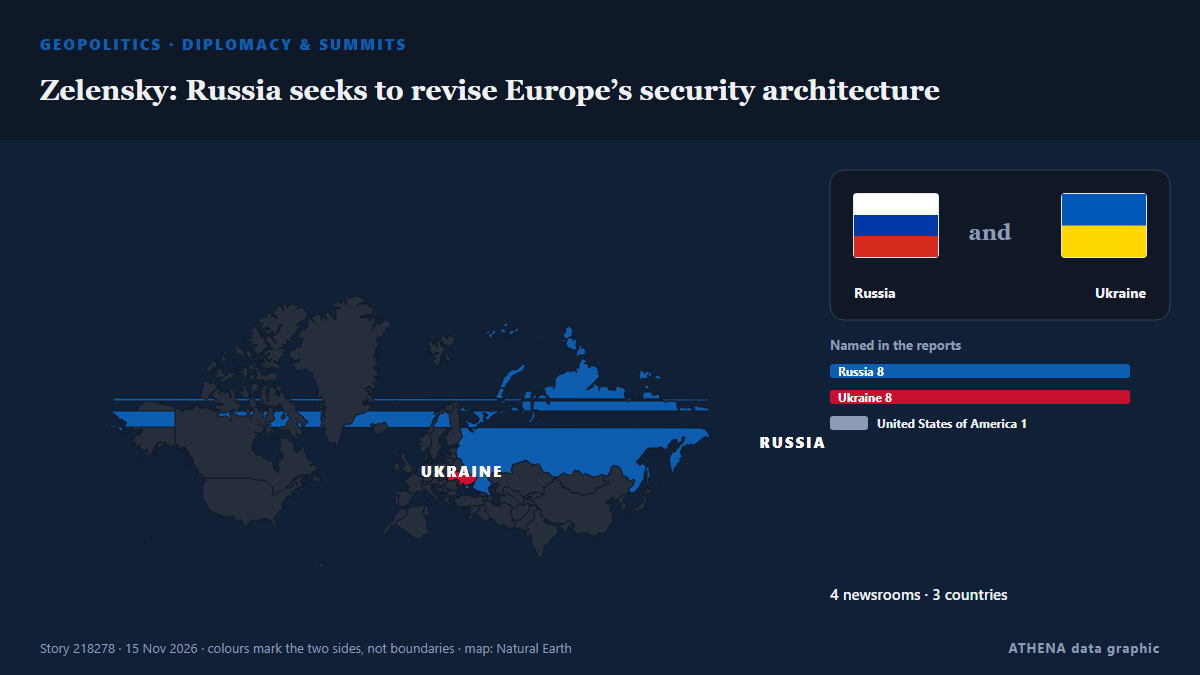 GEOPOLITICS · DIPLOMACY & SUMMITS
Zelensky: Russia seeks to revise Europe’s security architecture
and
Russia
Ukraine
Named in the reports
Russia 8
Ukraine 8
United States of America 1
RUSSIA
UKRAINE
4 newsrooms · 3 countries
Story 218278 · 15 Nov 2026 · colours mark the two sides, not boundaries · map: Natural Earth
ATHENA data graphic